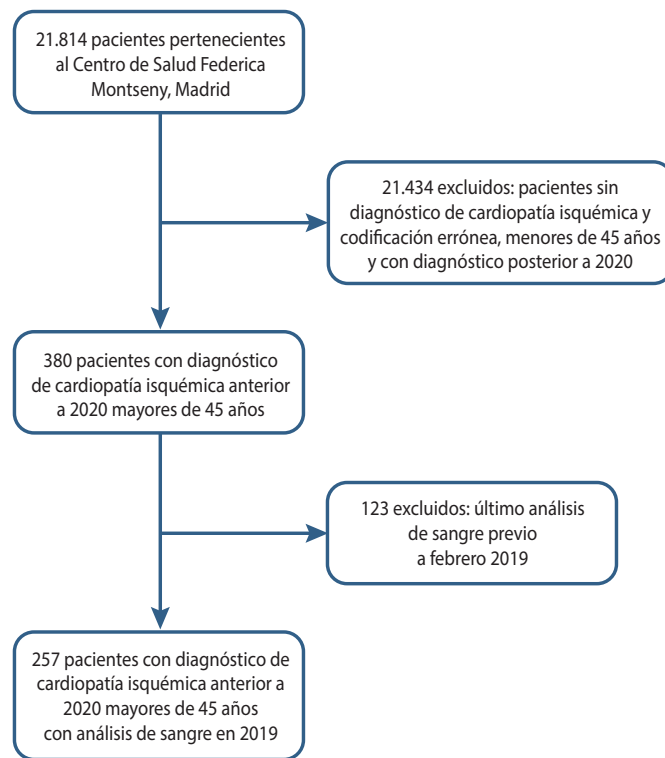 21.814 pacientes pertenecientes
al Centro de Salud Federica
Montseny, Madrid
21.434 excluidos: pacientes sin
diagnóstico de cardiopatía isquémica y
codificación errónea, menores de 45 años
y con diagnóstico posterior a 2020
380 pacientes con diagnóstico
de cardiopatía isquémica anterior
a 2020 mayores de 45 años
123 excluidos: último análisis
de sangre previo
a febrero 2019
257 pacientes con diagnóstico de
cardiopatía isquémica anterior a
2020 mayores de 45 años
con análisis de sangre en 2019